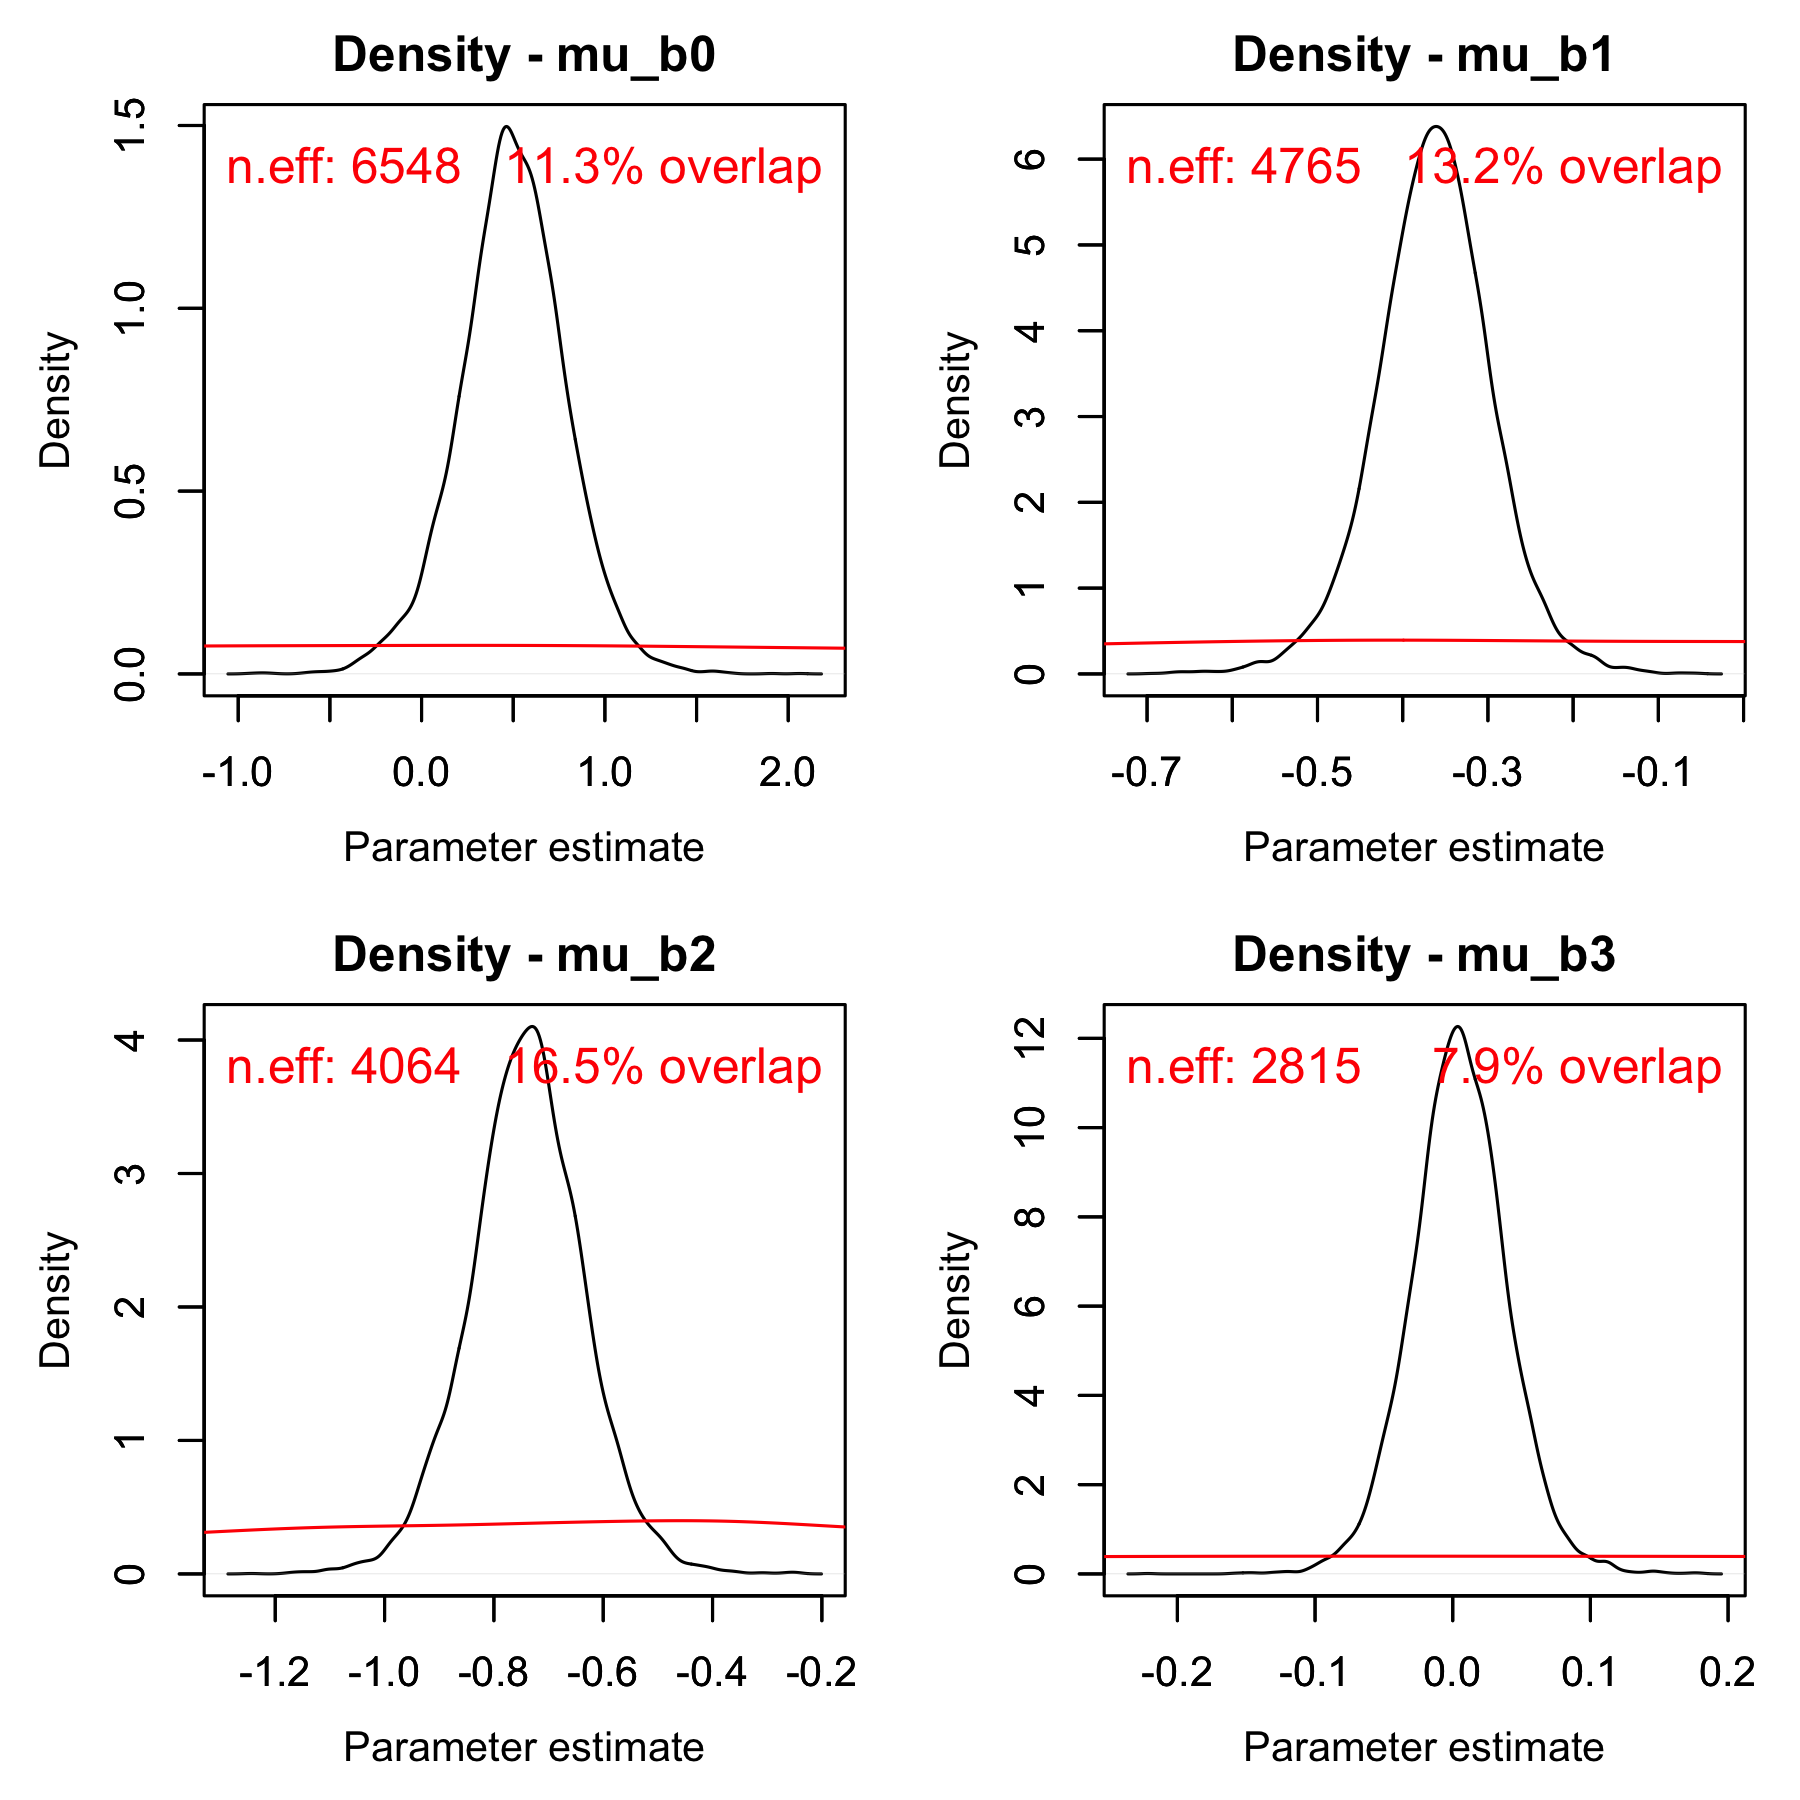 Density - mu_b0
n.eff: 6548 11.3% overlap
Density
0.0 0.5 1.0 1.5
-1.0 0.0 1.0 2.0
Parameter estimate
Density - mu_b1
n.eff: 4765 13.2% overlap
Density
0 1 2 3 4 5 6
-0.7 -0.5 -0.3 -0.1
Parameter estimate
Density - mu_b2
n.eff: 4064 16.5% overlap
Density
0 1 2 3 4
-1.2 -1.0 -0.8 -0.6 -0.4 -0.2
Parameter estimate
Density - mu_b3
n.eff: 2815 7.9% overlap
Density
0 2 4 6 8 10 12
-0.2 -0.1 0.0 0.1 0.2
Parameter estimate